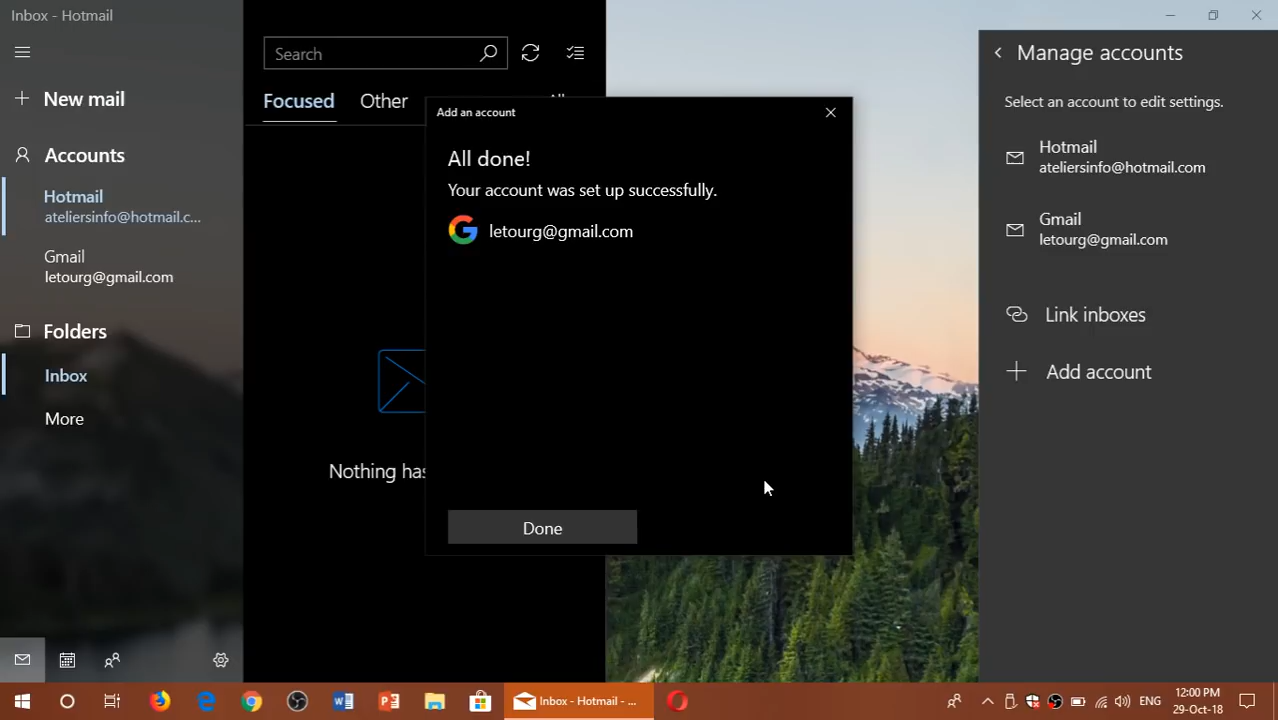 Inbox - Hotmail
New mail
Accounts
Hotmail
ateliersinfo@hotmail.c...
Gmail
letourg@gmail.com
Folders
Inbox
More
Search
Focused Other
Nothing has
Add an account
All done!
Your account was set up successfully.
letourg@gmail.com
Done
Manage accounts
Select an account to edit settings.
Hotmail
ateliersinfo@hotmail.com
Gmail
letourg@gmail.com
Link inboxes
Add account
Inbox - Hotmail - ...
ENG
12:00 PM
29-Oct-18